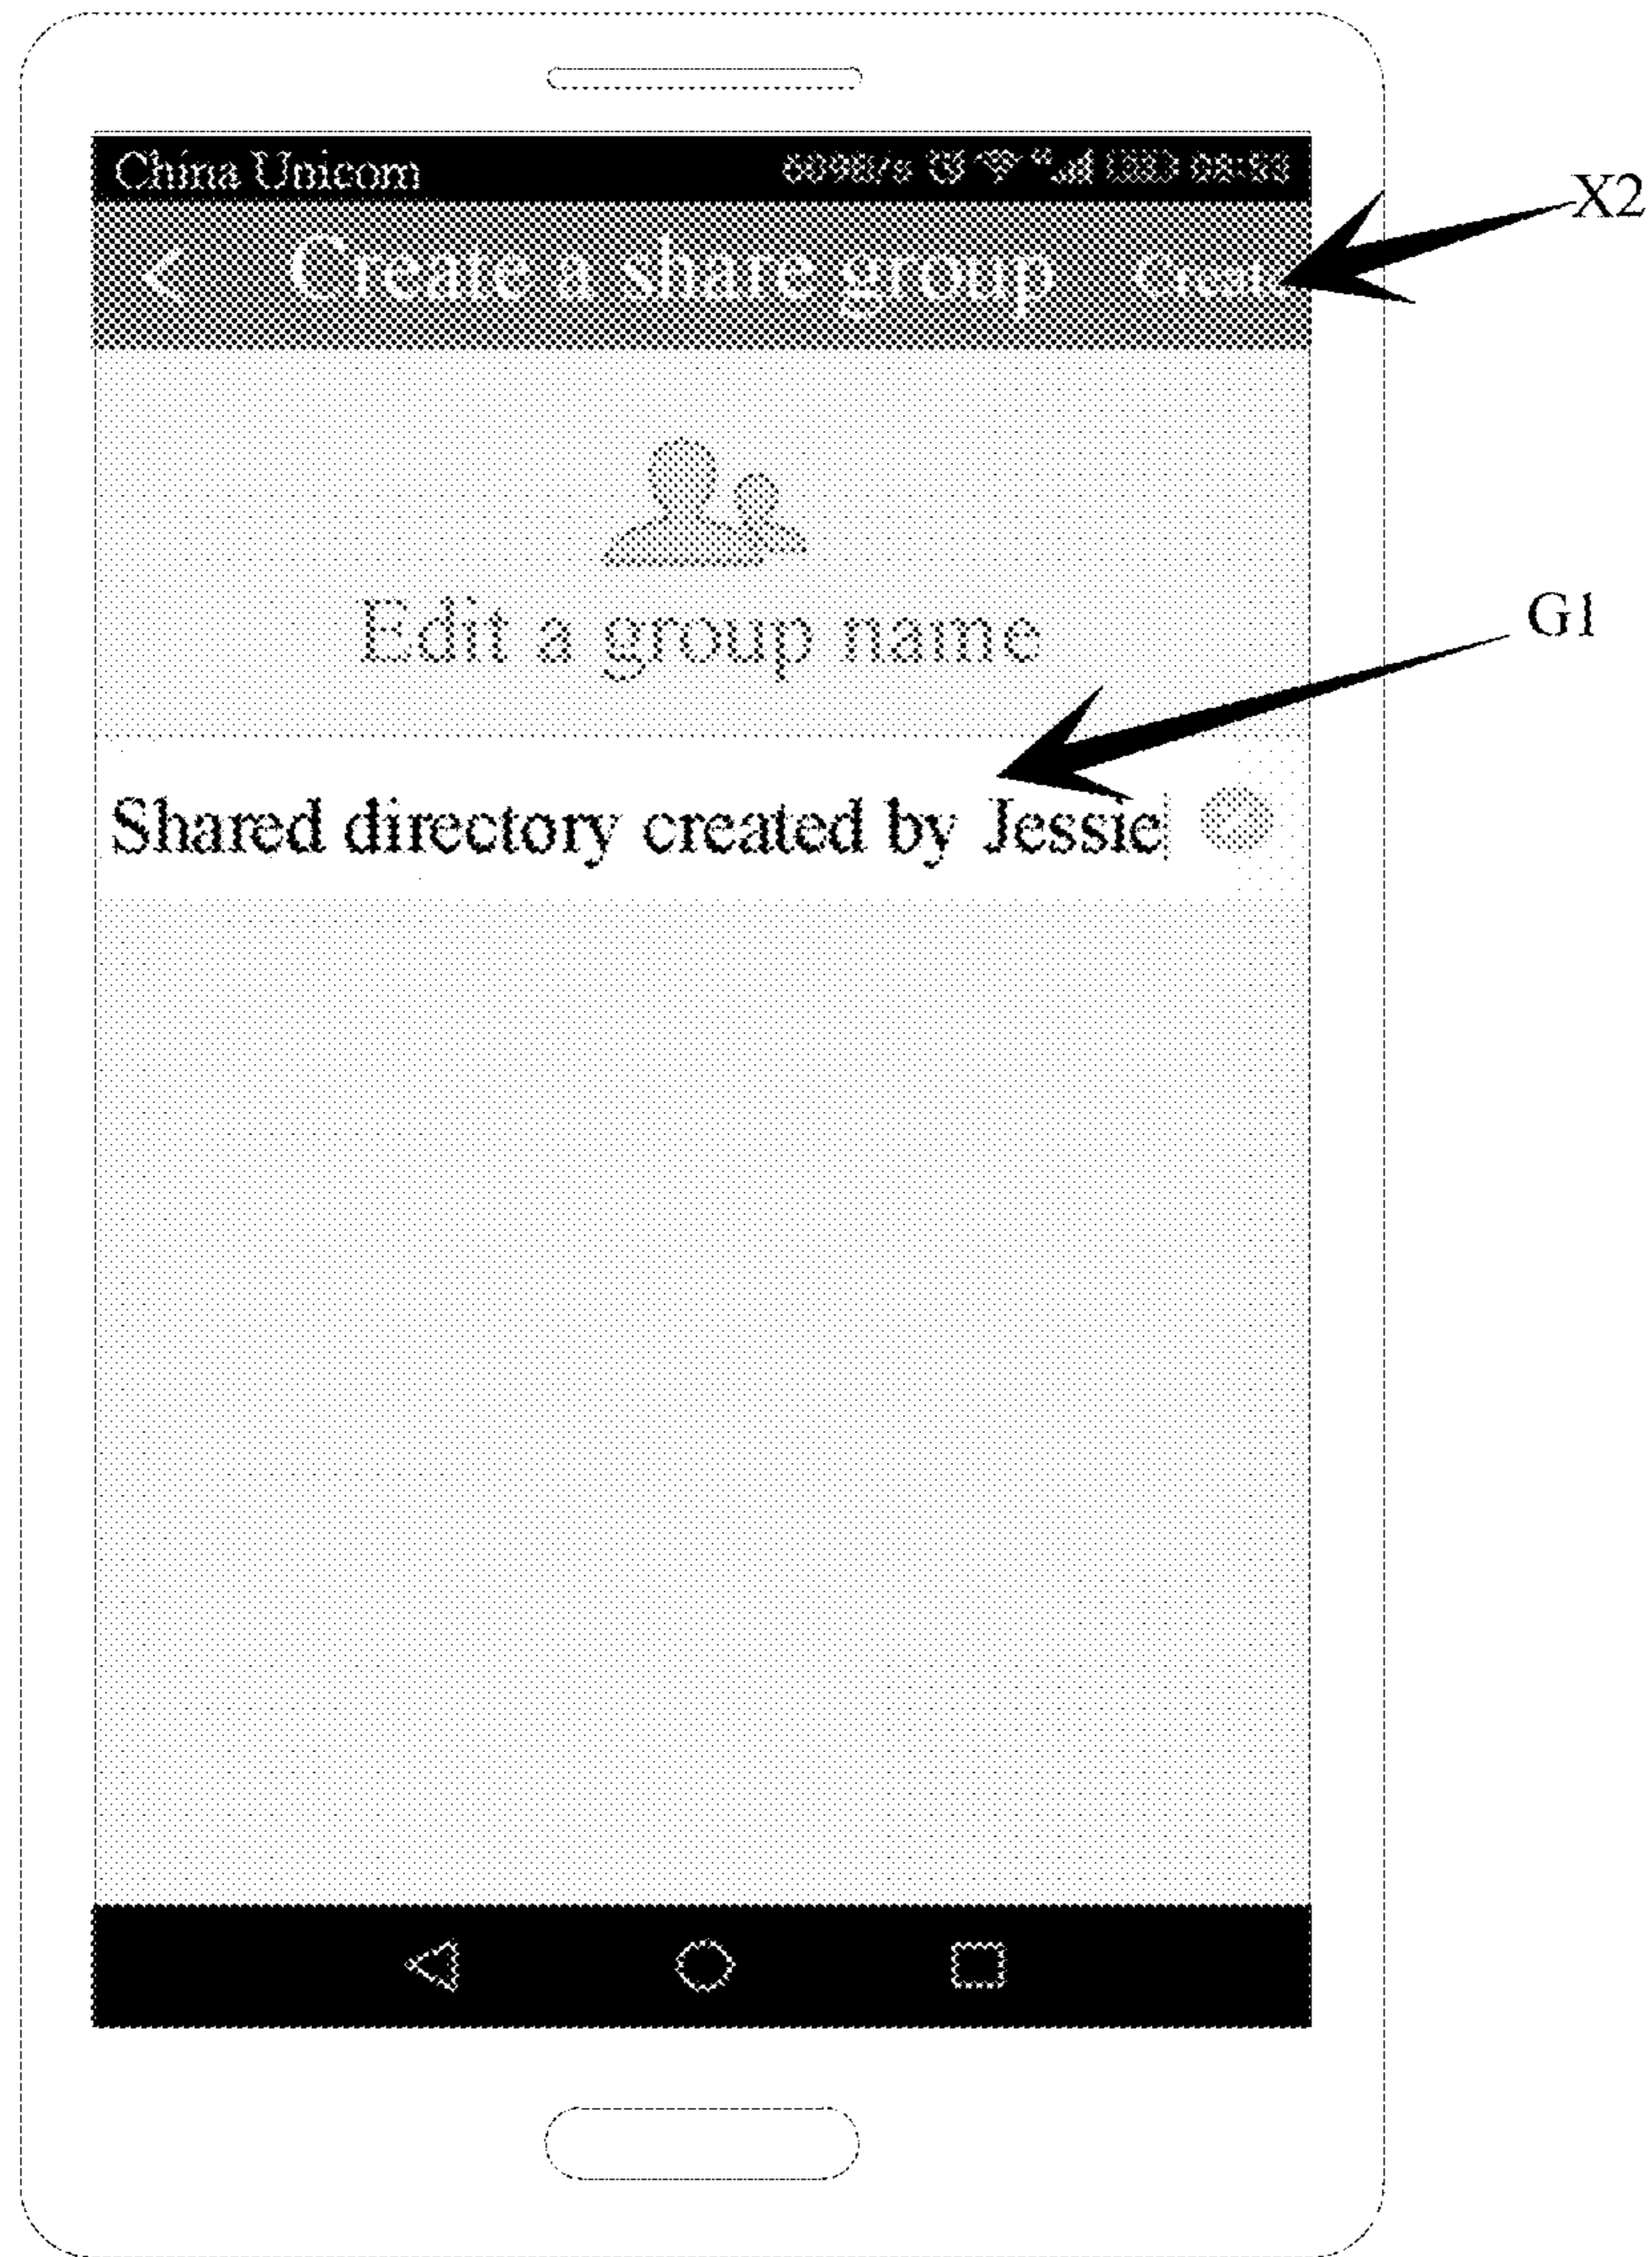 China Unicom
Create a share group
X2
Edit a group name
G1
Shared directory created by Jessie